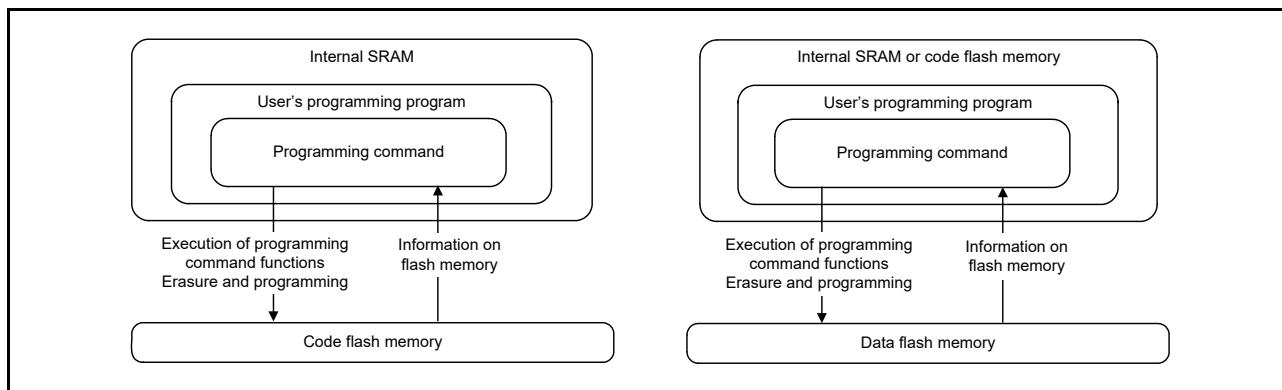 Internal SRAM
User's programming program
Programming command
Execution of programming
command functions
Erasure and programming
Information on
flash memory
Code flash memory
Internal SRAM or code flash memory
User's programming program
Programming command
Execution of programming
command functions
Erasure and programming
Information on
flash memory
Data flash memory